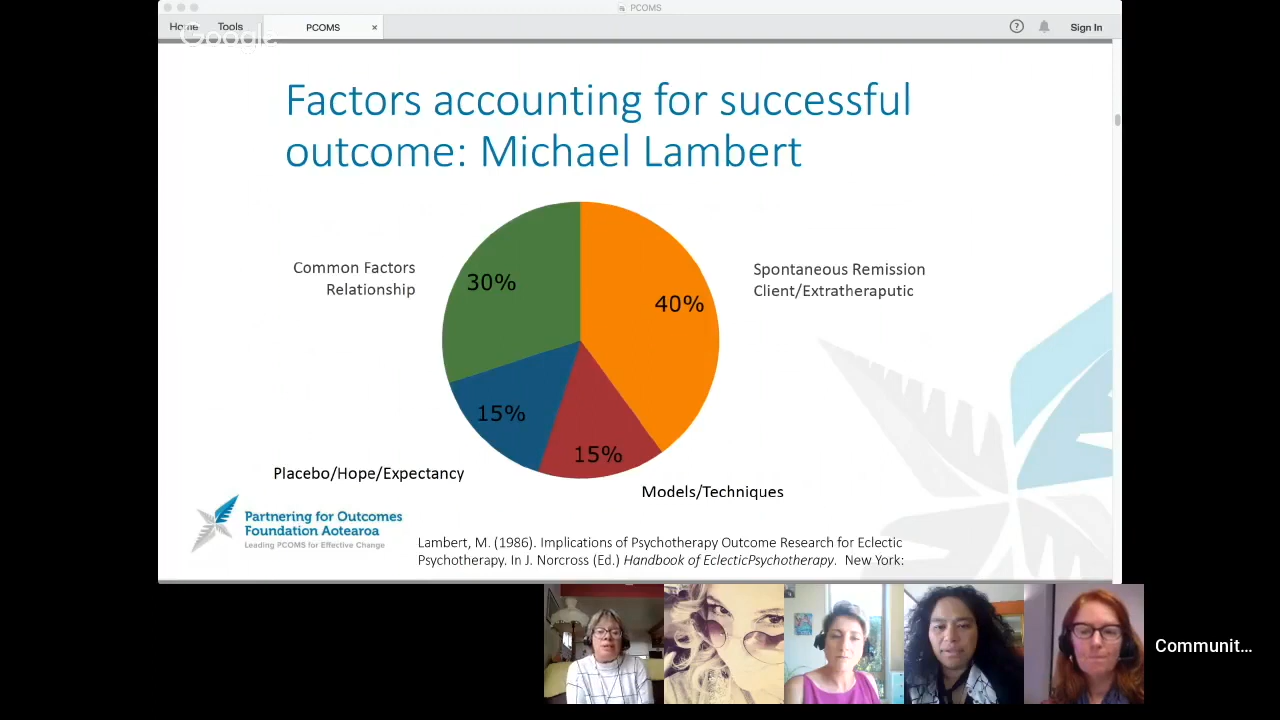 PCOMS
Home Tools PCOMS × ? Sign In
Google
Factors accounting for successful
outcome: Michael Lambert
Common Factors
Relationship
30%
40%
Spontaneous Remission
Client/Extratheraputic
15%
15%
Placebo/Hope/Expectancy
Models/Techniques
Partnering for Outcomes
Foundation Aotearoa
Leading PCOMS for Effective Change
Lambert, M. (1986). Implications of Psychotherapy Outcome Research for Eclectic
Psychotherapy. In J. Norcross (Ed.) Handbook of EclecticPsychotherapy. New York:
Communit...